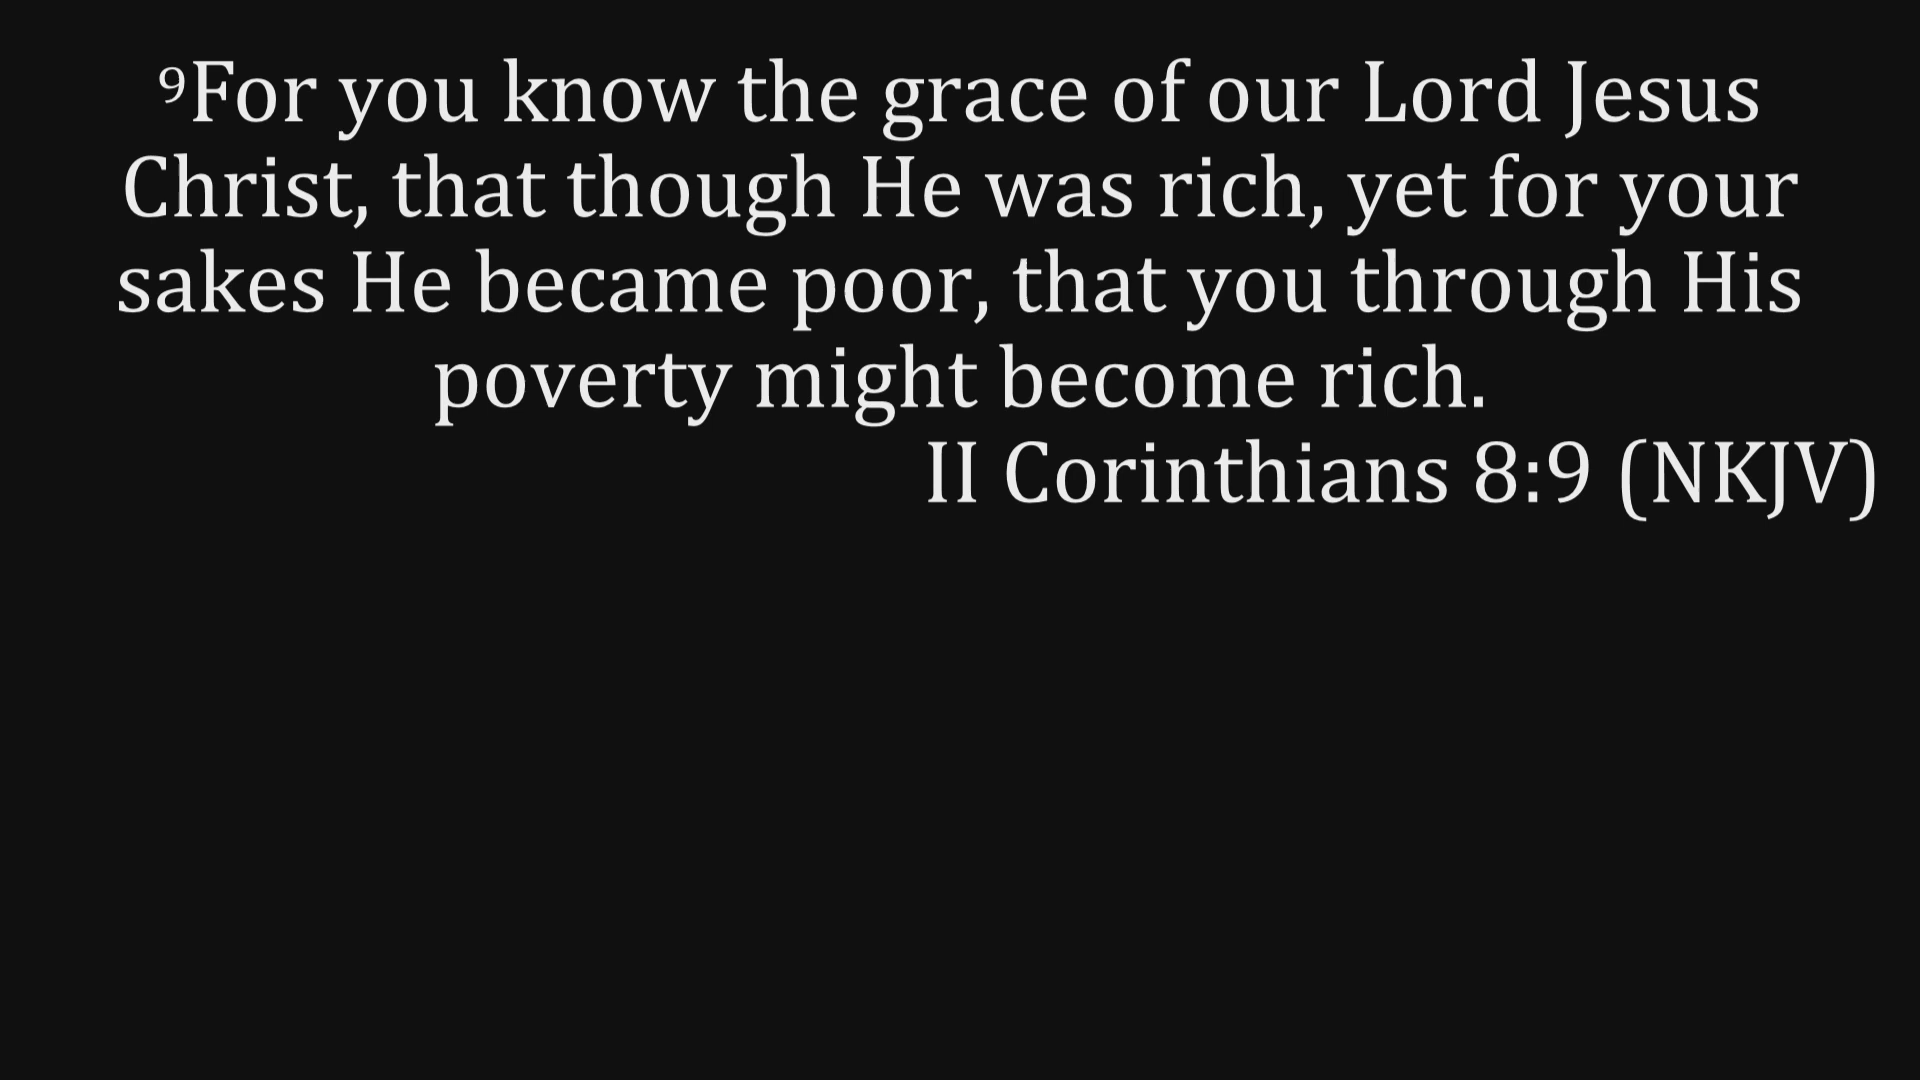 ⁹For you know the grace of our Lord Jesus
Christ, that though He was rich, yet for your
sakes He became poor, that you through His
poverty might become rich.
II Corinthians 8:9 (NKJV)